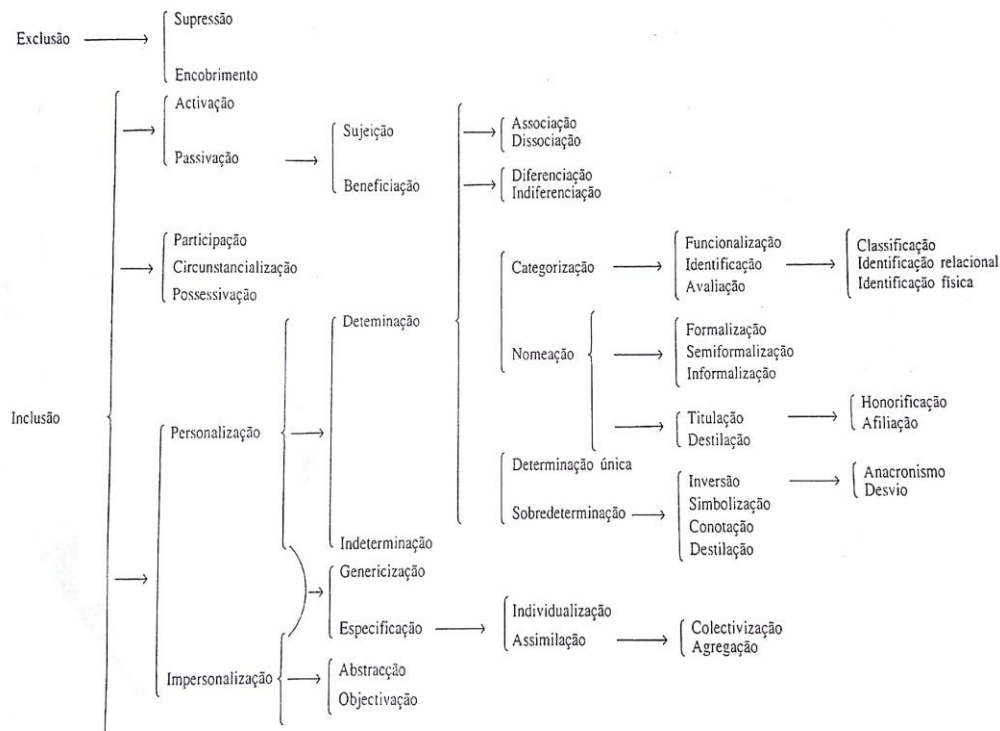 Exclusão
Supressão
Encobrimento
Inclusão
Activação
Passivação
Sujeição
Beneficiação
Participação
Circunstancialização
Possessivação
Personalização
Deteminação
Associação
Dissociação
Diferenciação
Indiferenciação
Categorização
Funcionalização
Identificação
Avaliação
Classificação
Identificação relacional
Identificação física
Nomeação
Formalização
Semiformalização
Informalização
Titulação
Destilação
Honorificação
Afiliação
Determinação única
Sobredeterminação
Inversão
Simbolização
Conotação
Destilação
Anacronismo
Desvio
Indeterminação
Genericização
Especificação
Individualização
Assimilação
Colectivização
Agregação
Impersonalização
Abstracção
Objectivação